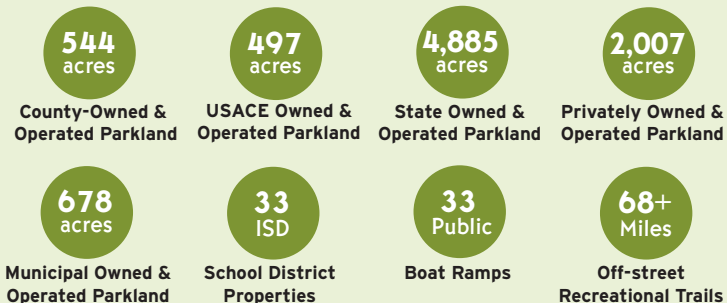 544
acres
County-Owned &
Operated Parkland
497
acres
USACE Owned &
Operated Parkland
4,885
acres
State Owned &
Operated Parkland
2,007
acres
Privately Owned &
Operated Parkland
678
acres
Municipal Owned &
Operated Parkland
33
ISD
School District
Properties
33
Public
Boat Ramps
68+
Miles
Off-street
Recreational Trails